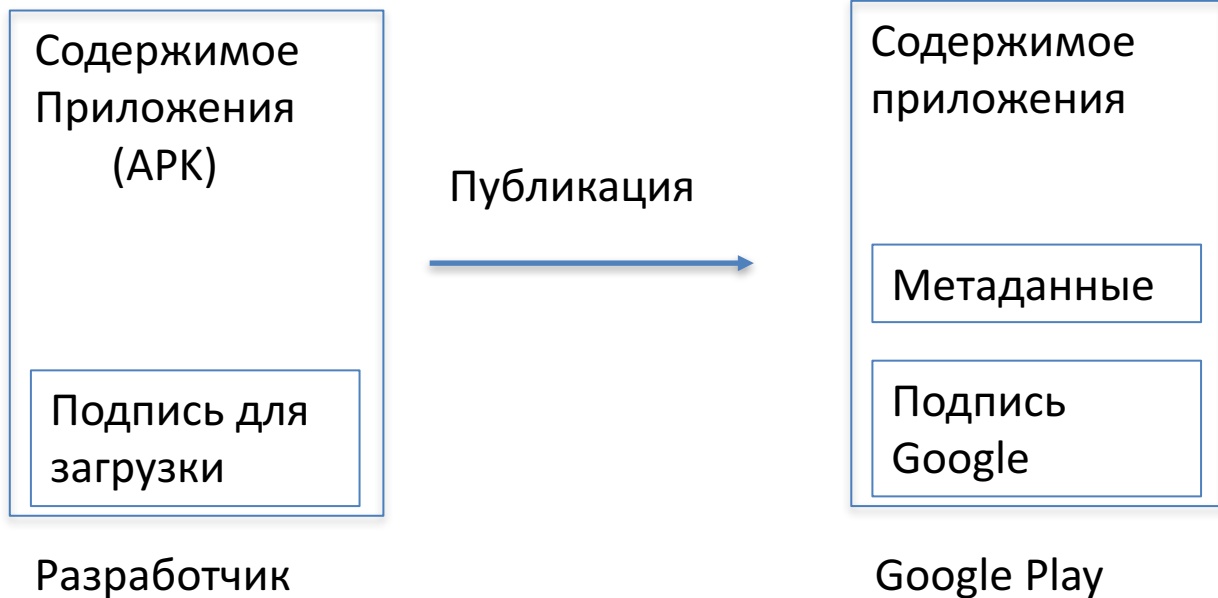 Содержимое
Приложения
(APK)
Подпись для
загрузки
Разработчик
Публикация
Содержимое
приложения
Метаданные
Подпись
Google
Google Play